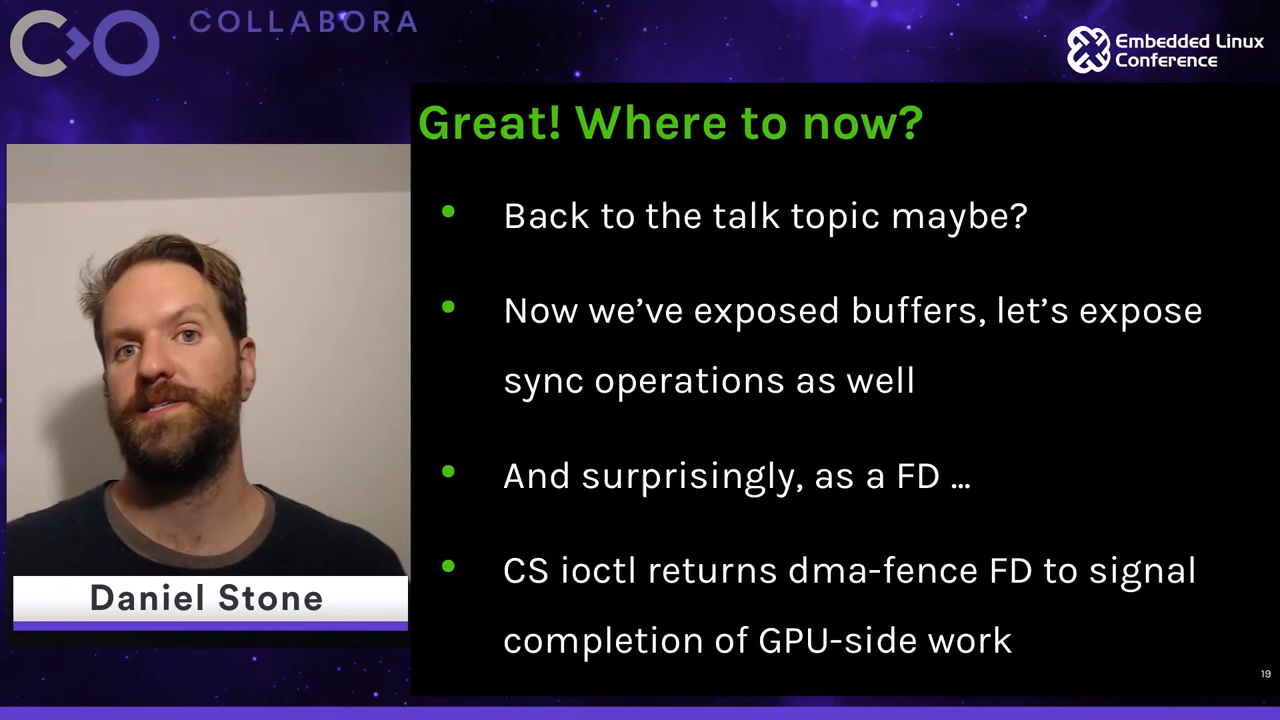 COLLABORA
Embedded Linux
Conference
Great! Where to now?
• Back to the talk topic maybe?
• Now we’ve exposed buffers, let’s expose
sync operations as well
• And surprisingly, as a FD …
• CS ioctl returns dma-fence FD to signal
completion of GPU-side work
Daniel Stone
19